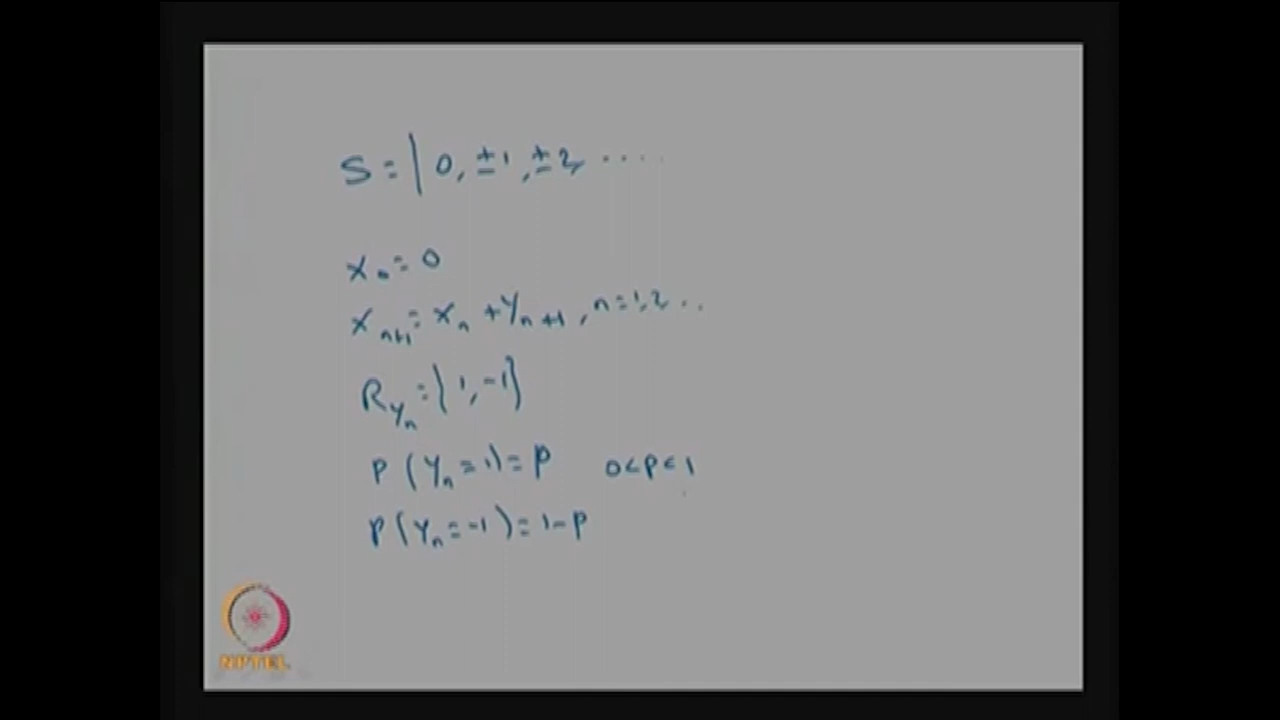 S = { 0, ±1, ±2, ....
X₀ = 0
Xₙ₊₁ = Xₙ + Yₙ₊₁, n = 1, 2 ..
R_Yₙ = {1, -1}
P(Yₙ = 1) = p    0 < p < 1
P(Yₙ = -1) = 1 - p
NPTEL